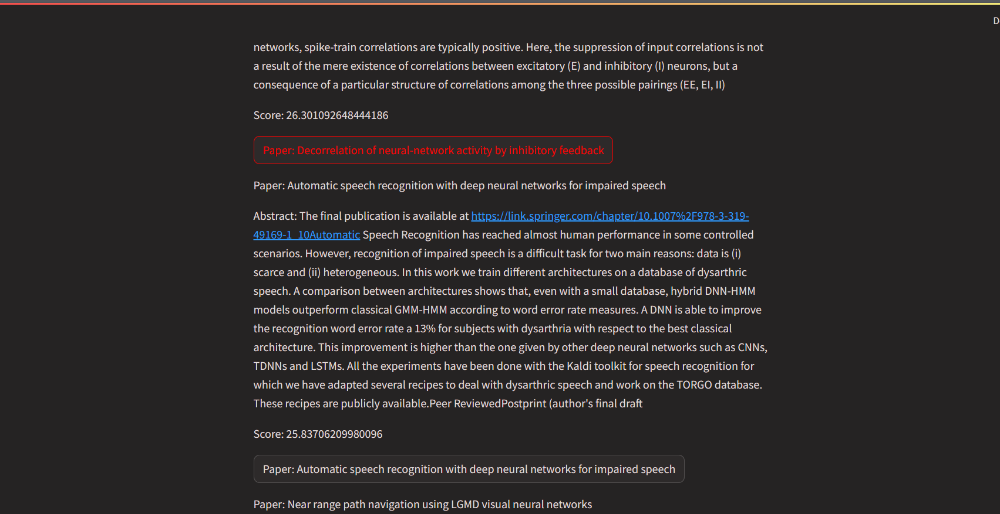 D
networks, spike-train correlations are typically positive. Here, the suppression of input correlations is not
a result of the mere existence of correlations between excitatory (E) and inhibitory (I) neurons, but a
consequence of a particular structure of correlations among the three possible pairings (EE, EI, II)
Score: 26.301092648444186
Paper: Decorrelation of neural-network activity by inhibitory feedback
Paper: Automatic speech recognition with deep neural networks for impaired speech
Abstract: The final publication is available at https://link.springer.com/chapter/10.1007%2F978-3-319-
49169-1_10Automatic Speech Recognition has reached almost human performance in some controlled
scenarios. However, recognition of impaired speech is a difficult task for two main reasons: data is (i)
scarce and (ii) heterogeneous. In this work we train different architectures on a database of dysarthric
speech. A comparison between architectures shows that, even with a small database, hybrid DNN-HMM
models outperform classical GMM-HMM according to word error rate measures. A DNN is able to improve
the recognition word error rate a 13% for subjects with dysarthria with respect to the best classical
architecture. This improvement is higher than the one given by other deep neural networks such as CNNs,
TDNNs and LSTMs. All the experiments have been done with the Kaldi toolkit for speech recognition for
which we have adapted several recipes to deal with dysarthric speech and work on the TORGO database.
These recipes are publicly available.Peer ReviewedPostprint (author's final draft
Score: 25.83706209980096
Paper: Automatic speech recognition with deep neural networks for impaired speech
Paper: Near range path navigation using LGMD visual neural networks